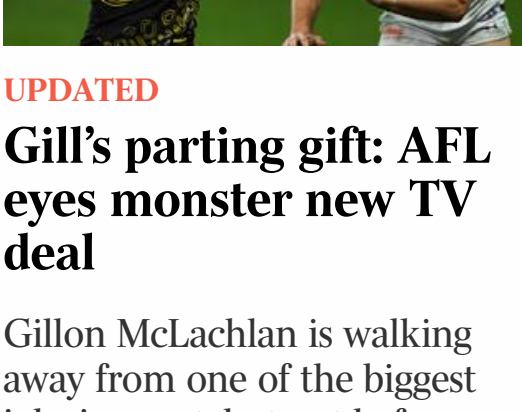 UPDATED
Gill’s parting gift: AFL
eyes monster new TV
deal
Gillon McLachlan is walking
away from one of the biggest